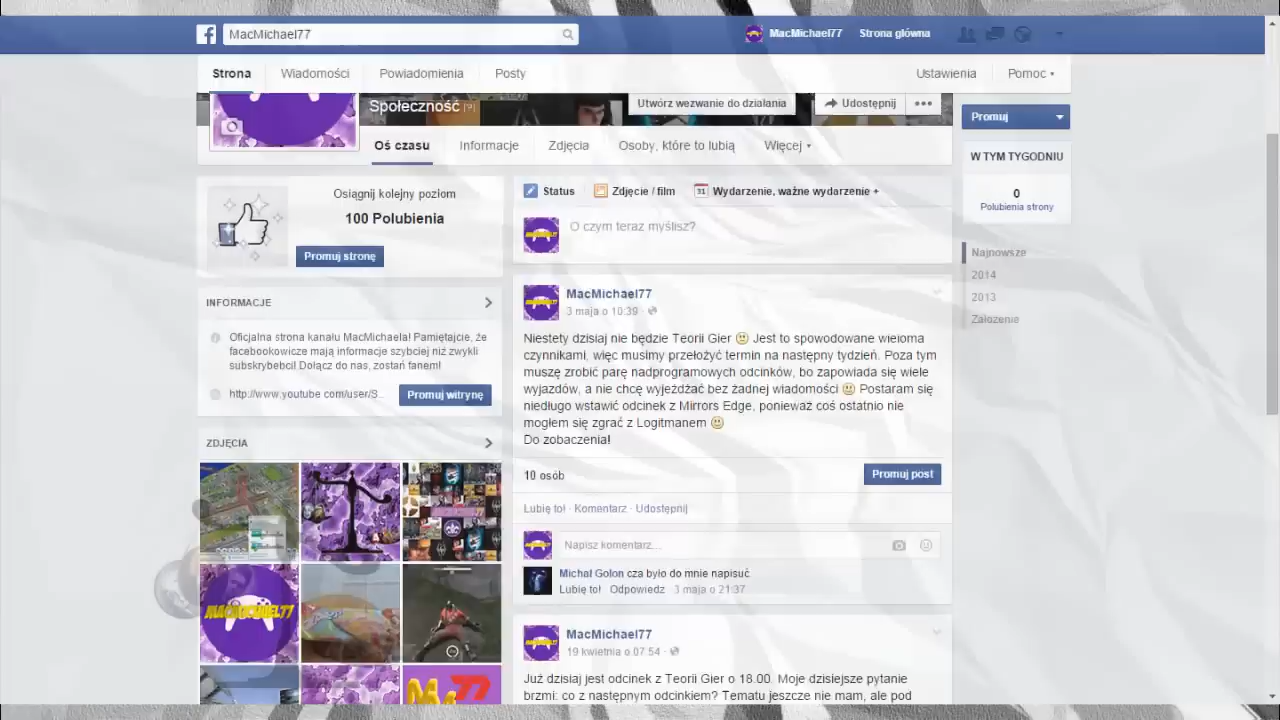 MacMichael77
MacMichael77 Strona główna
Strona Wiadomości Powiadomienia Posty Ustawienia Pomoc
Społeczność [?]
Utwórz wezwanie do działania
Udostępnij
Promuj
Oś czasu Informacje Zdjęcia Osoby, które to lubią Więcej
W TYM TYGODNIU
0
Polubienia strony
Najnowsze
2014
2013
Założenie
Osiągnij kolejny poziom
100 Polubienia
Promuj stronę
INFORMACJE
Oficjalna strona kanału MacMichaela! Pamiętajcie, że
facebookowicze mają informacje szybciej niż zwykli
subskrybebci! Dołącz do nas, zostań fanem!
http://www.youtube com/user/S...
Promuj witrynę
ZDJĘCIA
MACMICHAEL77
M 77
Status Zdjęcie / film 31 Wydarzenie, ważne wydarzenie +
O czym teraz myślisz?
MacMichael77
3 maja o 10:39 ·
Niestety dzisiaj nie będzie Teorii Gier Jest to spowodowane wieloma
czynnikami, więc musimy przełożyć termin na następny tydzień. Poza tym
muszę zrobić parę nadprogramowych odcinków, bo zapowiada się wiele
wyjazdów, a nie chcę wyjeżdżać bez żadnej wiadomości Postaram się
niedługo wstawić odcinek z Mirrors Edge, ponieważ coś ostatnio nie
mogłem się zgrać z Logitmanem
Do zobaczenia!
10 osób
Promuj post
Lubię to! · Komentarz · Udostępnij
Napisz komentarz...
Michał Golon cza było do mnie napisuć
Lubię to! Odpowiedz 3 maja o 21:37
MacMichael77
19 kwietnia o 07:54 ·
Już dzisiaj jest odcinek z Teorii Gier o 18.00. Moje dzisiejsze pytanie
brzmi: co z następnym odcinkiem? Tematu jeszcze nie mam, ale pod